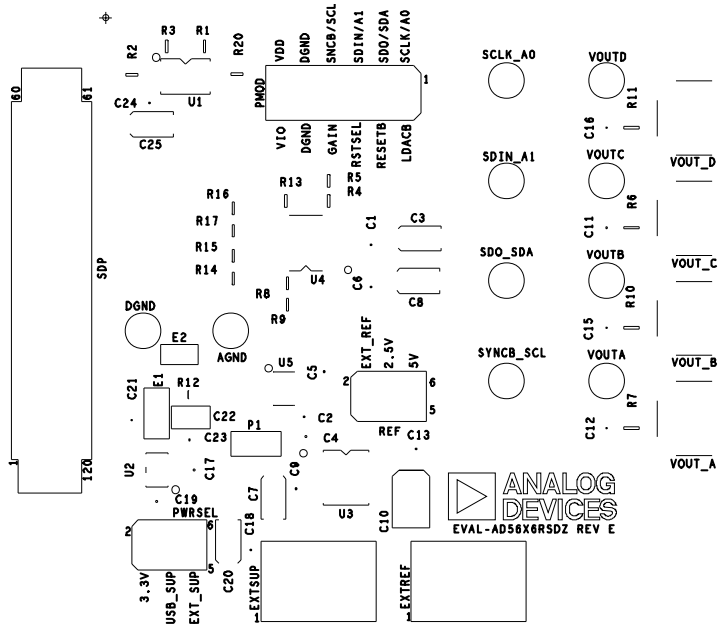 R3
R1
R2
R20
VDD
DGND
SNCB/SCL
SDIN/A1
SDO/SDA
SCLK/A0
SCLK_A0
VOUTD
60
61
1
PMOD
R11
C24
U1
C25
VIO
DGND
GAIN
RSTSEL
RESETB
LDACB
C16
SDIN_A1
VOUTC
VOUT_D
R13
R5
R4
R16
R17
R15
R14
C1
C3
C11
R6
SDP
SDO_SDA
VOUTB
VOUT_C
U4
C6
C8
R8
R9
R10
C15
DGND
AGND
E2
EXT_REF
2.5V
5V
SYNCB_SCL
VOUTA
VOUT_B
U5
C5
2
6
5
REF
C21
E1
R12
C22
C23
P1
C2
C4
C13
R7
C12
1
120
U2
C17
C19
C9
C7
U3
C10
VOUT_A
ANALOG
DEVICES
EVAL-AD56X6RSDZ REV E
PWRSEL
2
6
5
C18
C20
3.3V
USB_SUP
EXT_SUP
EXTSUP
1
EXTREF
1